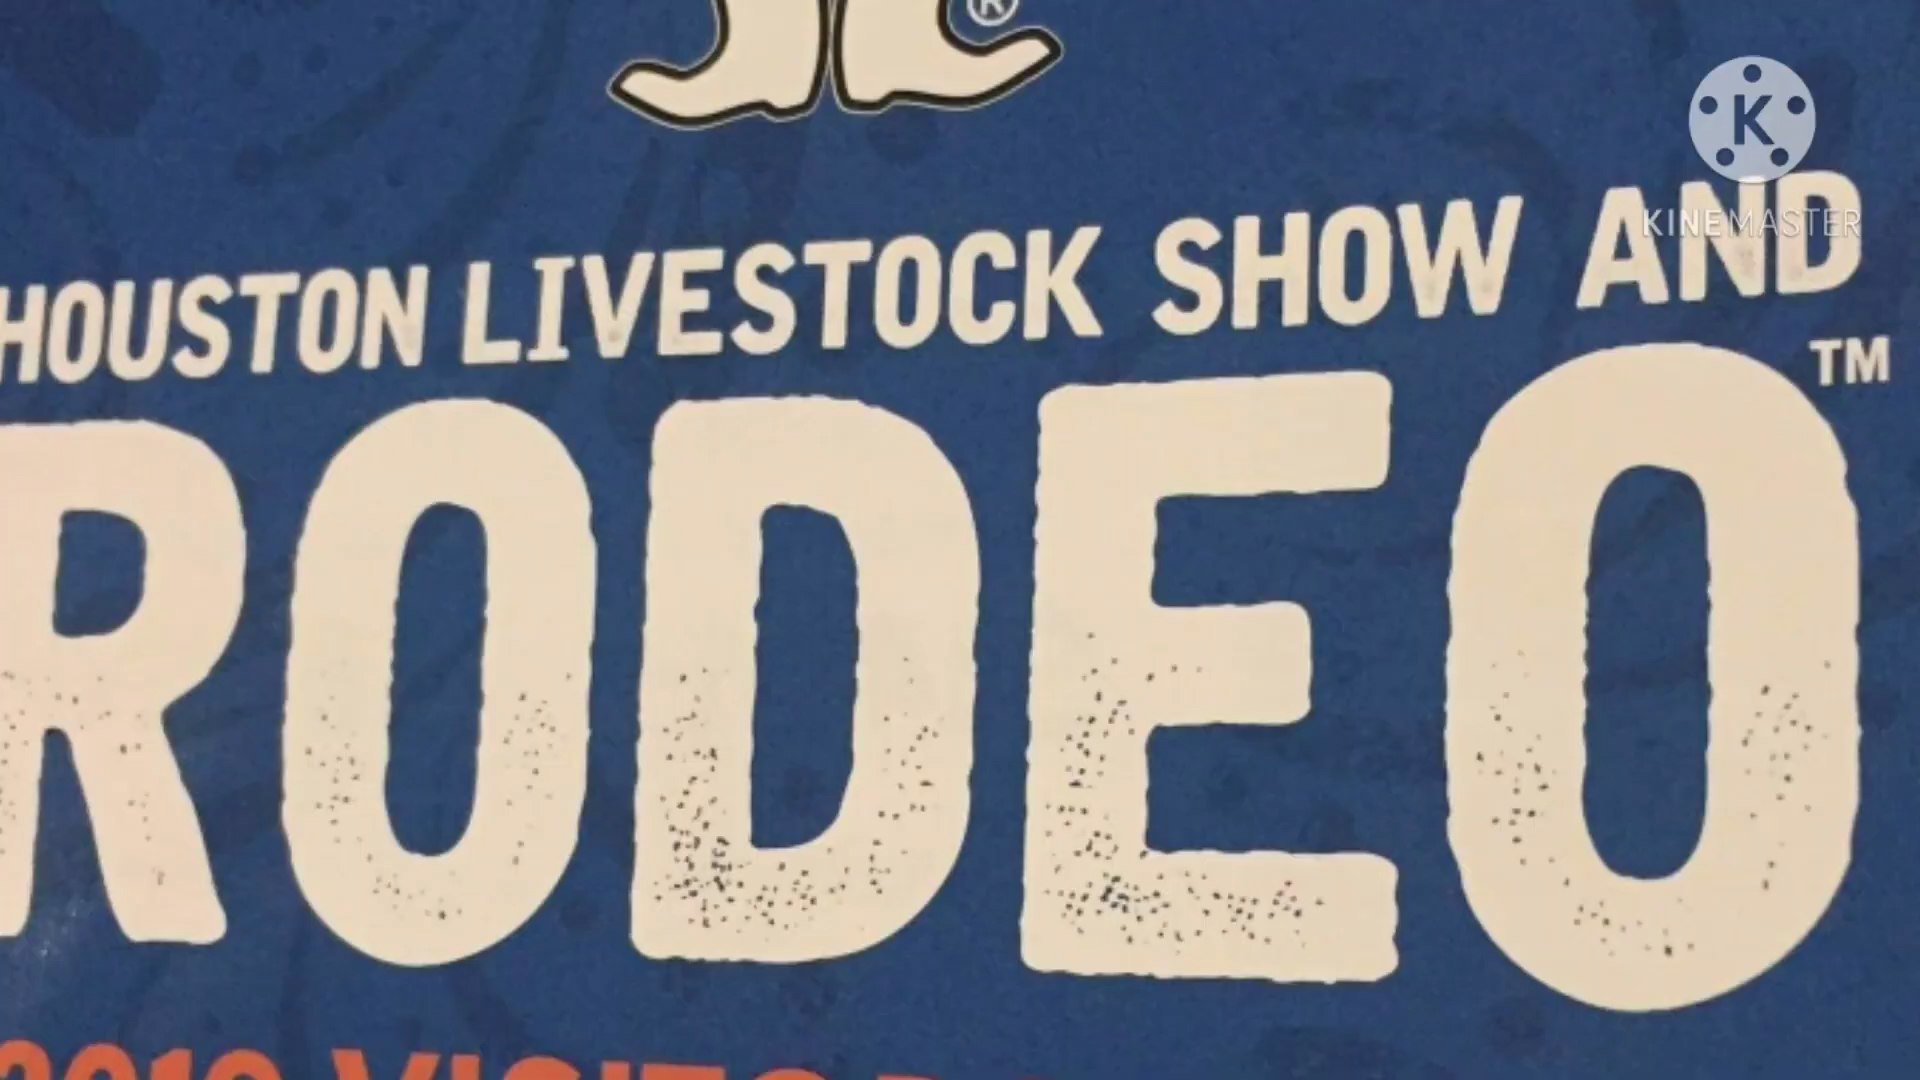 ®
K
KINEMASTER
HOUSTON LIVESTOCK SHOW AND
RODEO™